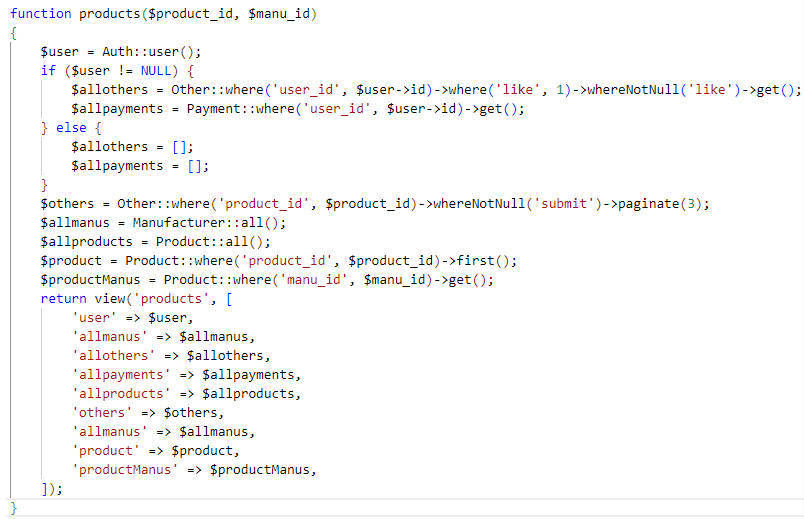 function products($product_id, $manu_id)
{
    $user = Auth::user();
    if ($user != NULL) {
        $allothers = Other::where('user_id', $user->id)->where('like', 1)->whereNotNull('like')->get();
        $allpayments = Payment::where('user_id', $user->id)->get();
    } else {
        $allothers = [];
        $allpayments = [];
    }
    $others = Other::where('product_id', $product_id)->whereNotNull('submit')->paginate(3);
    $allmanus = Manufacturer::all();
    $allproducts = Product::all();
    $product = Product::where('product_id', $product_id)->first();
    $productManus = Product::where('manu_id', $manu_id)->get();
    return view('products', [
        'user' => $user,
        'allmanus' => $allmanus,
        'allothers' => $allothers,
        'allpayments' => $allpayments,
        'allproducts' => $allproducts,
        'others' => $others,
        'allmanus' => $allmanus,
        'product' => $product,
        'productManus' => $productManus,
    ]);
}